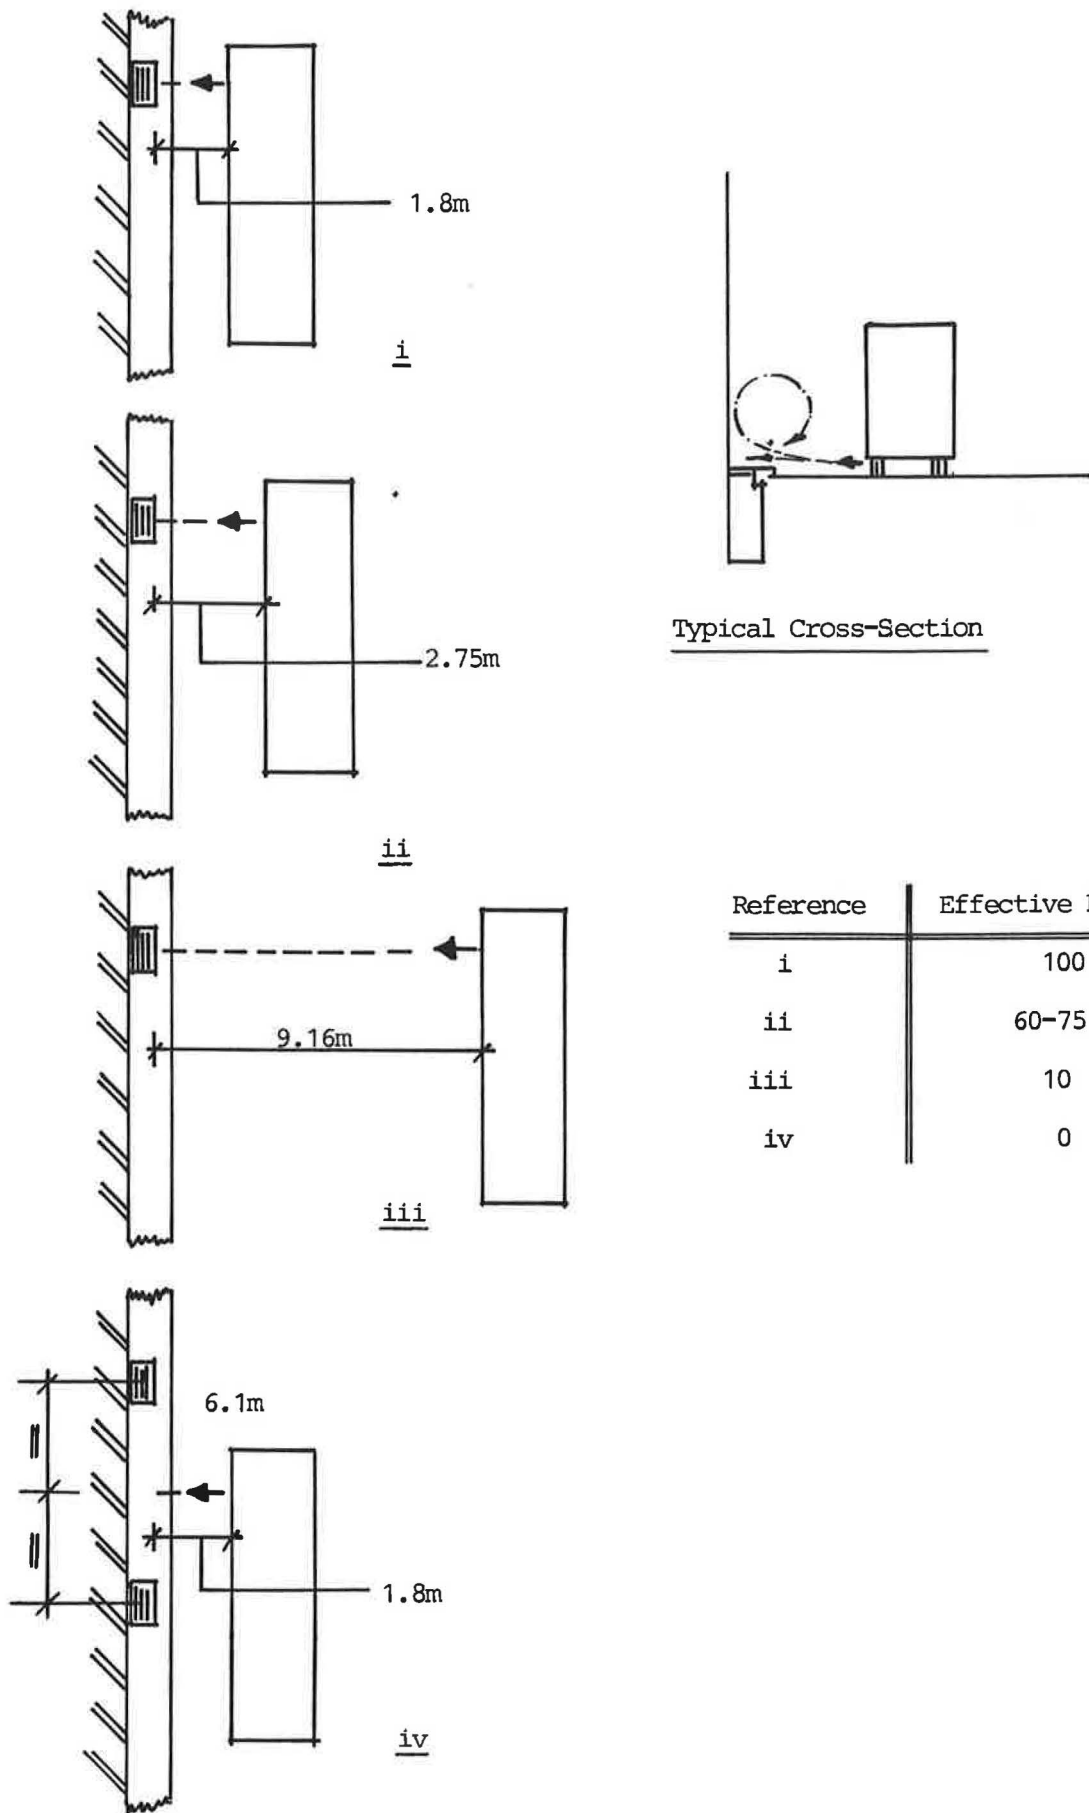 1.8m
i
2.75m
ii
9.16m
iii
6.1m
1.8m
iv
Typical Cross-Section
Reference Effective
i 100
ii 60-75
iii 10
iv 0